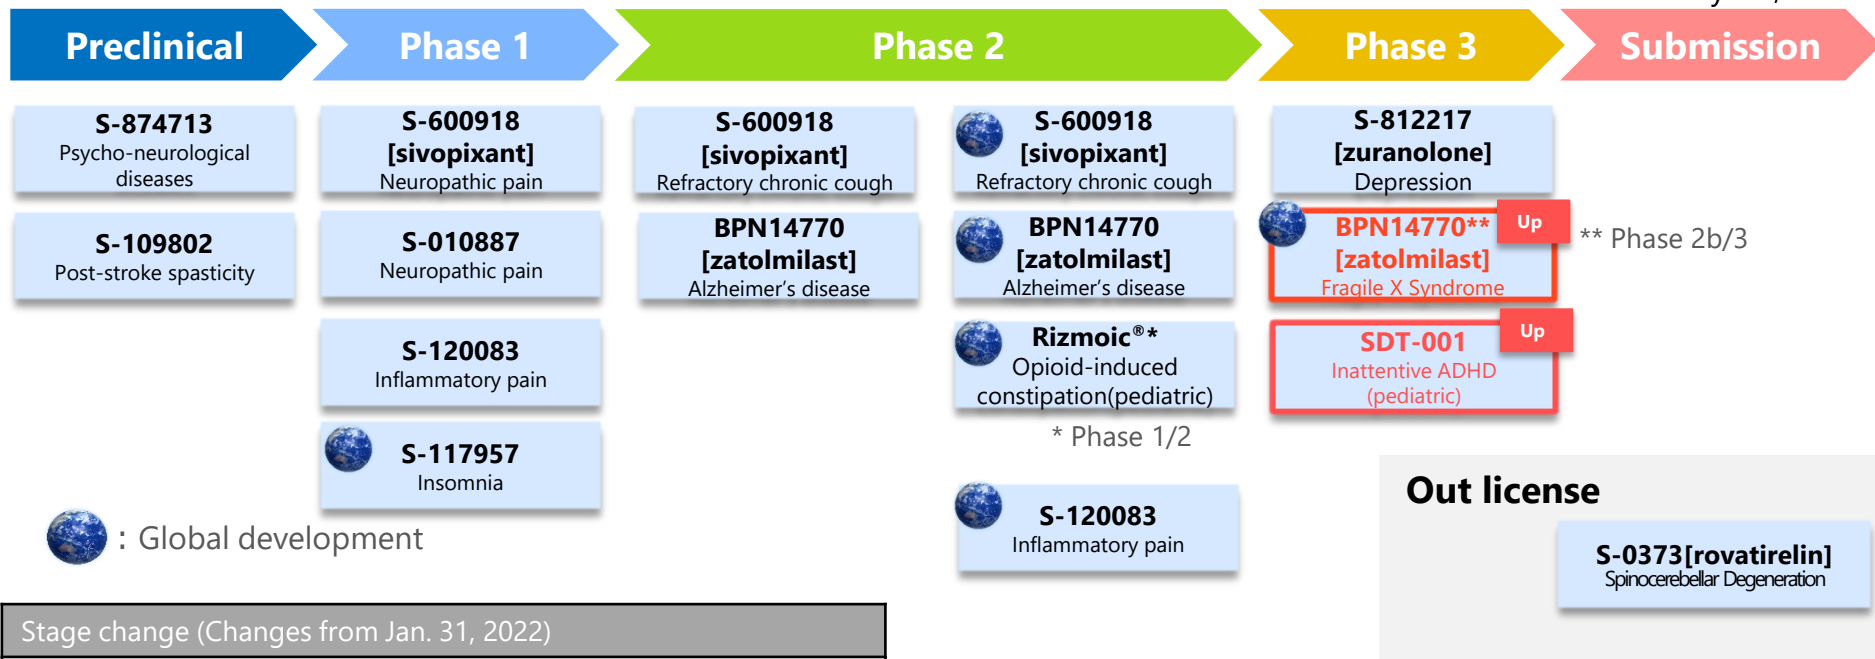 Preclinical
Phase 1
Phase 2
Phase 3
Submission
S-874713
Psycho-neurological
diseases
S-109802
Post-stroke spasticity
S-600918
[sivopixant]
Neuropathic pain
S-010887
Neuropathic pain
S-120083
Inflammatory pain
S-117957
Insomnia
S-600918
[sivopixant]
Refractory chronic cough
BPN14770
[zatolmilast]
Alzheimer's disease
S-600918
[sivopixant]
Refractory chronic cough
BPN14770
[zatolmilast]
Alzheimer's disease
Rizmoic®*
Opioid-induced
constipation(pediatric)
* Phase 1/2
S-120083
Inflammatory pain
S-812217
[zuranolone]
Depression
BPN14770**
[zatolmilast]
Fragile X Syndrome
Up
** Phase 2b/3
SDT-001
Inattentive ADHD
(pediatric)
Up
Out license
S-0373[rovatirelin]
Spinocerebellar Degeneration
: Global development
Stage change (Changes from Jan. 31, 2022)